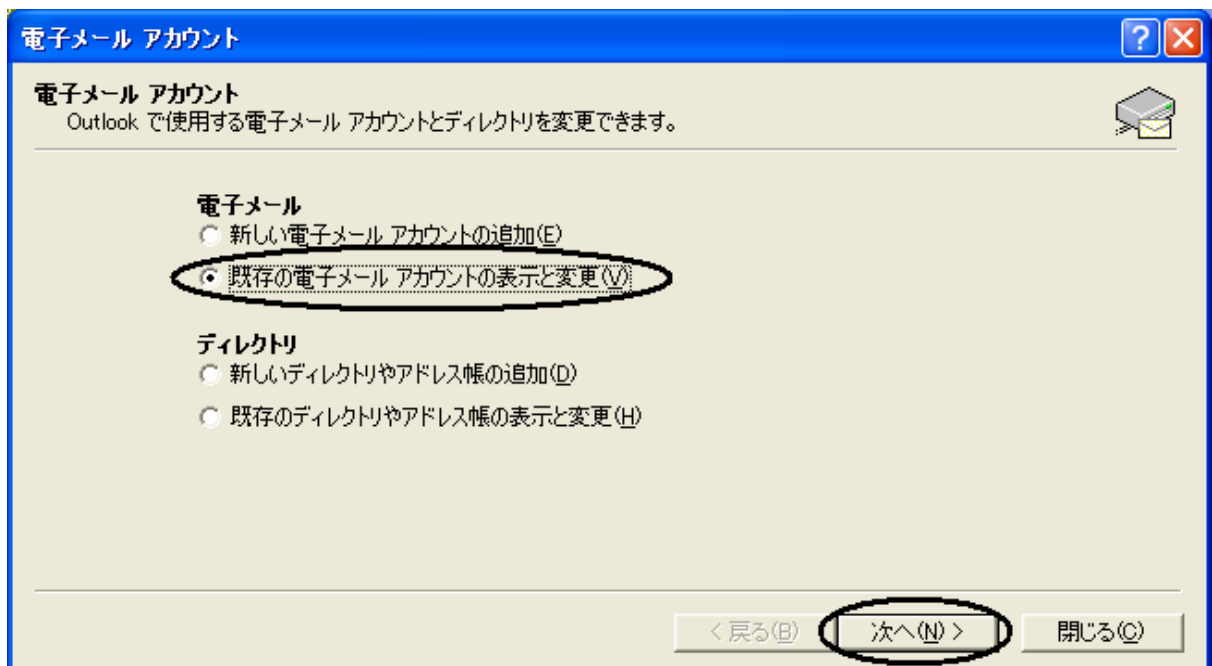 電子メール アカウント
電子メール アカウント
Outlook で使用する電子メール アカウントとディレクトリを変更できます。
電子メール
新しい電子メール アカウントの追加(E)
既存の電子メール アカウントの表示と変更(V)
ディレクトリ
新しいディレクトリやアドレス帳の追加(D)
既存のディレクトリやアドレス帳の表示と変更(H)
< 戻る(B) 次へ(N) > 閉じる(C)